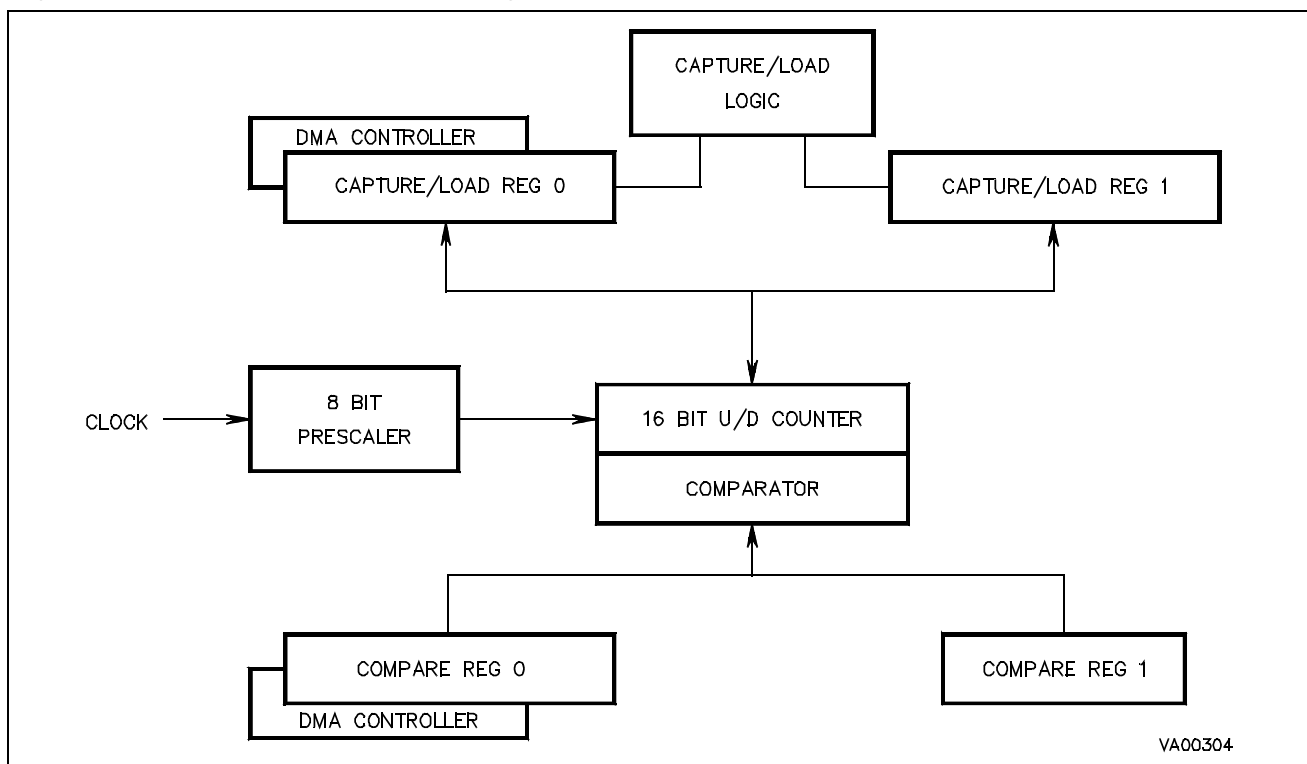 CAPTURE/LOAD
LOGIC
DMA CONTROLLER
CAPTURE/LOAD REG 0
CAPTURE/LOAD REG 1
CLOCK
8 BIT
PRESCALER
16 BIT U/D COUNTER
COMPARATOR
COMPARE REG 0
COMPARE REG 1
DMA CONTROLLER
VA00304